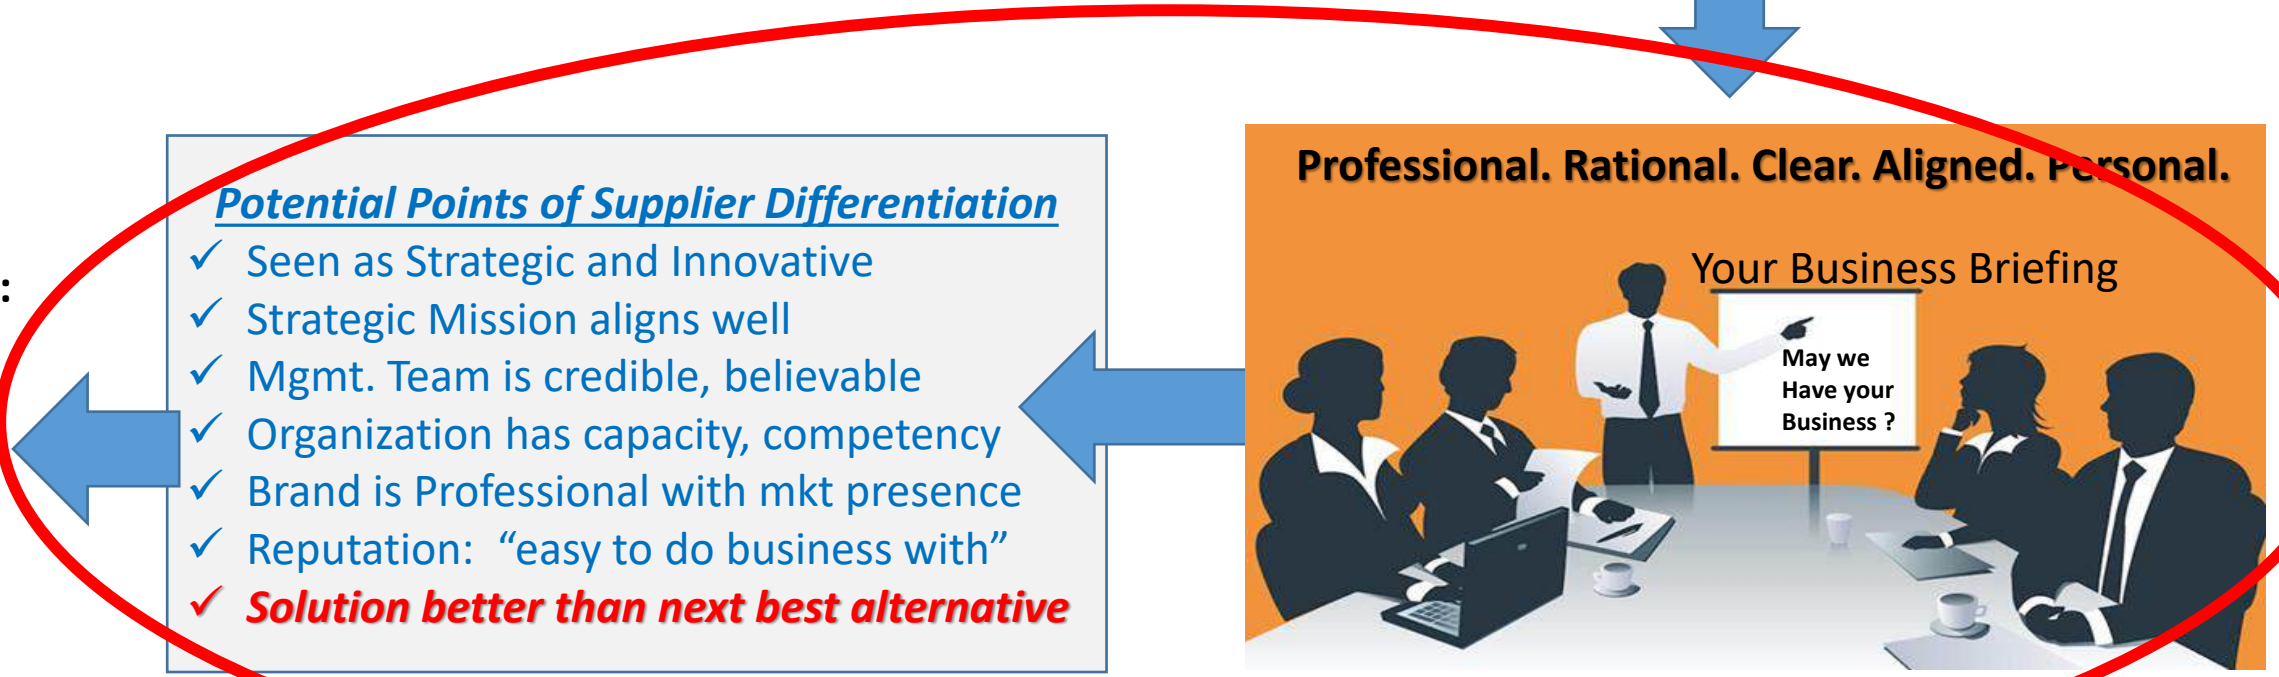 :
Potential Points of Supplier Differentiation
✓ Seen as Strategic and Innovative
✓ Strategic Mission aligns well
✓ Mgmt. Team is credible, believable
✓ Organization has capacity, competency
✓ Brand is Professional with mkt presence
✓ Reputation:  “easy to do business with”
✓ Solution better than next best alternative
Professional. Rational. Clear. Aligned. Personal.
Your Business Briefing
May we
Have your
Business ?